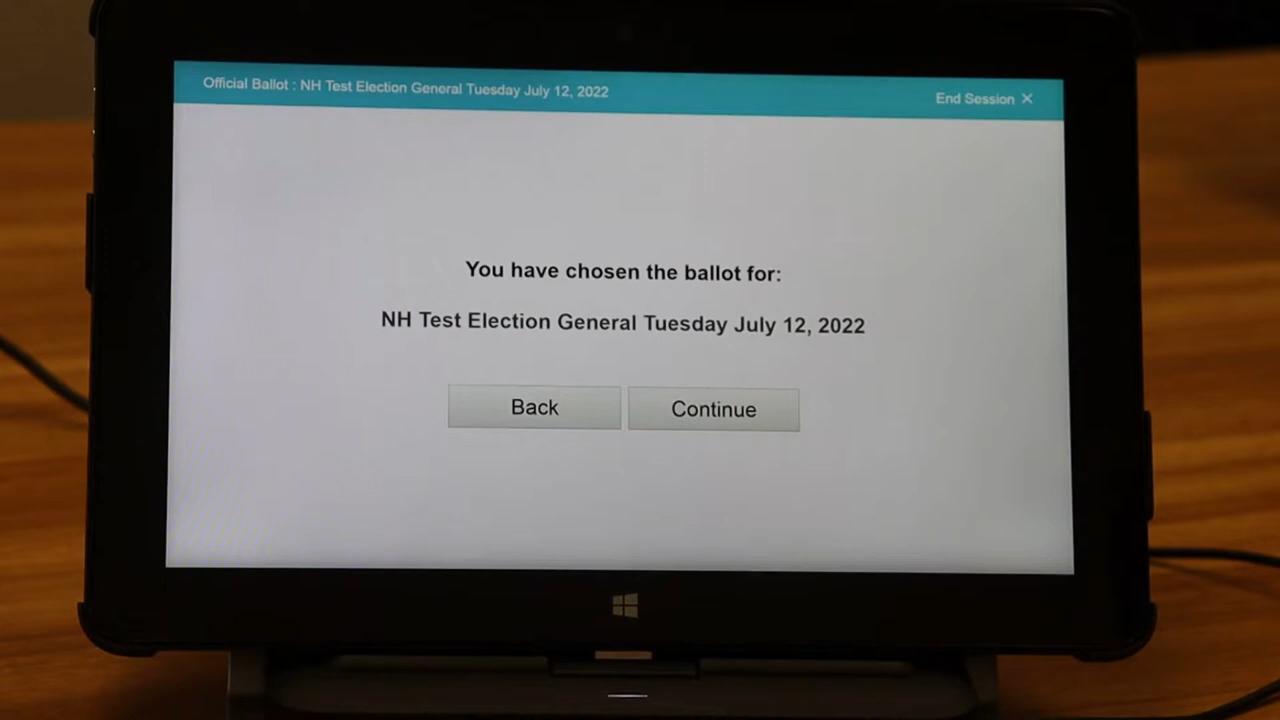 Official Ballot : NH Test Election General Tuesday July 12, 2022
End Session ✕
You have chosen the ballot for:
NH Test Election General Tuesday July 12, 2022
Back
Continue